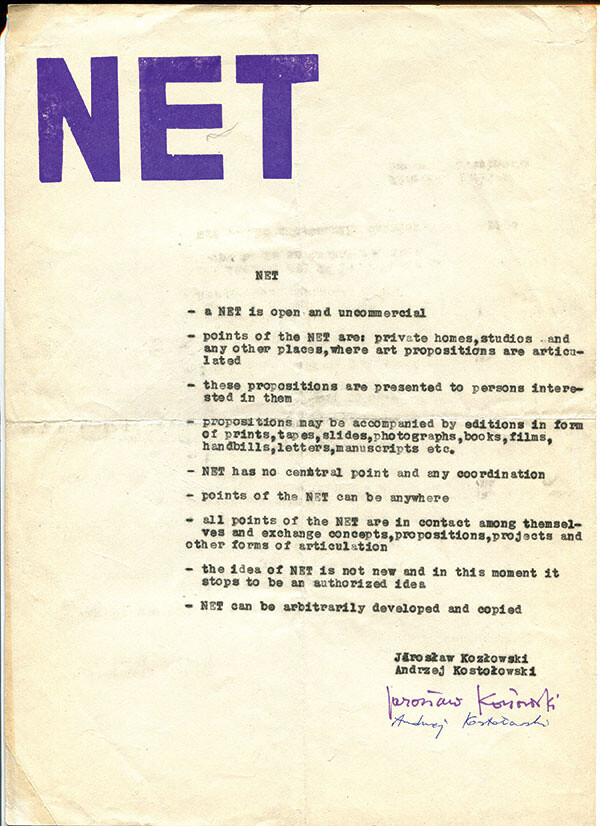 NET
NET
- a NET is open and uncommercial
- points of the NET are: private homes,studios and
any other places,where art propositions are articu-
lated
- these propositions are presented to persons intere-
sted in them
- propositions may be accompanied by editions in form
of prints,tapes,slides,photographs,books,films,
handbills,letters,manuscripts etc.
- NET has no central point and any coordination
- points of the NET can be anywhere
- all points of the NET are in contact among themsel-
ves and exchange concepts,propositions,projects and
other forms of articulation
- the idea of NET is not new and in this moment it
stops to be an authorized idea
- NET can be arbitrarily developed and copied
Jarosław Kozłowski
Andrzej Kostołowski
Jarosław Kozłowski
Andrzej Kostołowski